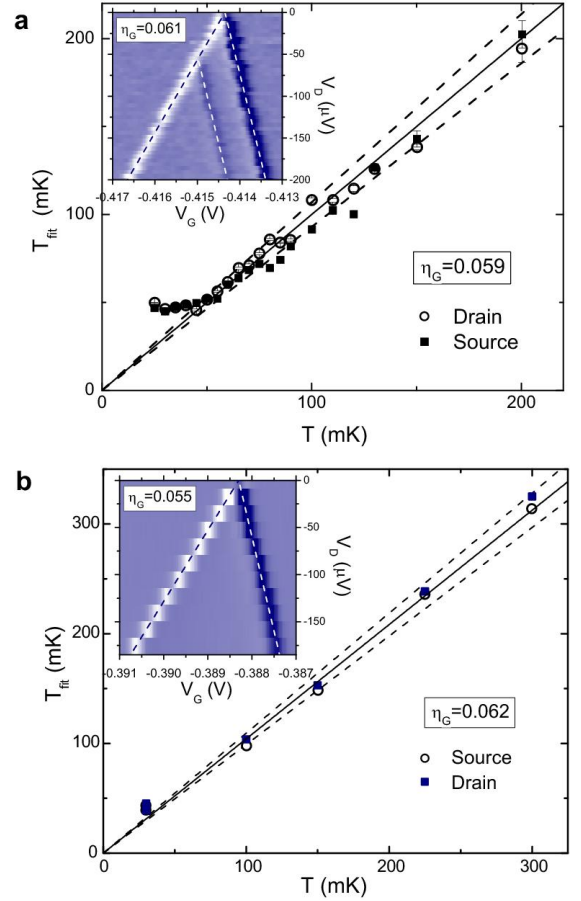 a
η_G=0.061
0
-50
-100
-150
-200
V_D (μV)
-0.417 -0.416 -0.415 -0.414 -0.413
V_G (V)
200
100
0
T_fit (mK)
η_G=0.059
Drain
Source
0 100 200
T (mK)
b
η_G=0.055
0
-50
-100
-150
V_D (μV)
-0.391 -0.390 -0.389 -0.388 -0.387
V_G (V)
300
200
100
0
T_fit (mK)
η_G=0.062
Source
Drain
0 100 200 300
T (mK)